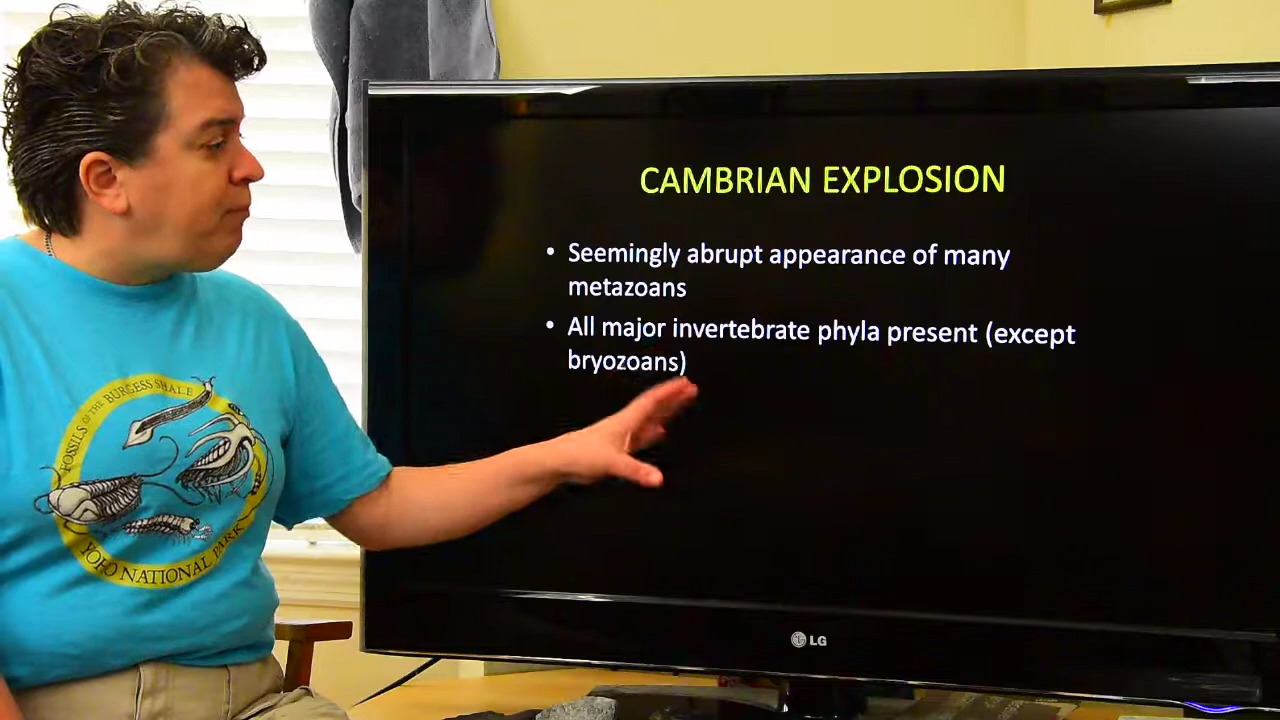 CAMBRIAN EXPLOSION
• Seemingly abrupt appearance of many
metazoans
• All major invertebrate phyla present (except
bryozoans)
FOSSILS OF THE BURGESS SHALE
YOHO NATIONAL PARK
LG